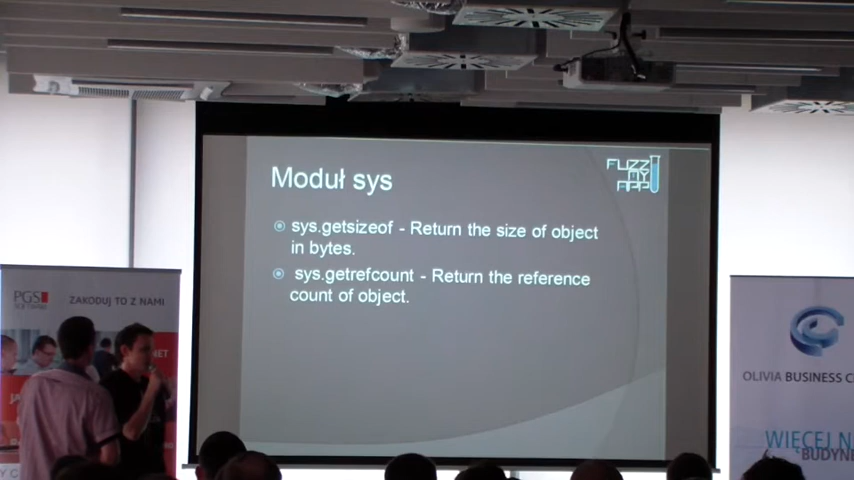 Moduł sys
FUZZ
MY
APP
sys.getsizeof - Return the size of object
in bytes.
sys.getrefcount - Return the reference
count of object.
PGS
SOFTWARE
ZAKODUJ TO Z NAMI
OLIVIA BUSINESS C
WIĘCEJ N
BUDYN